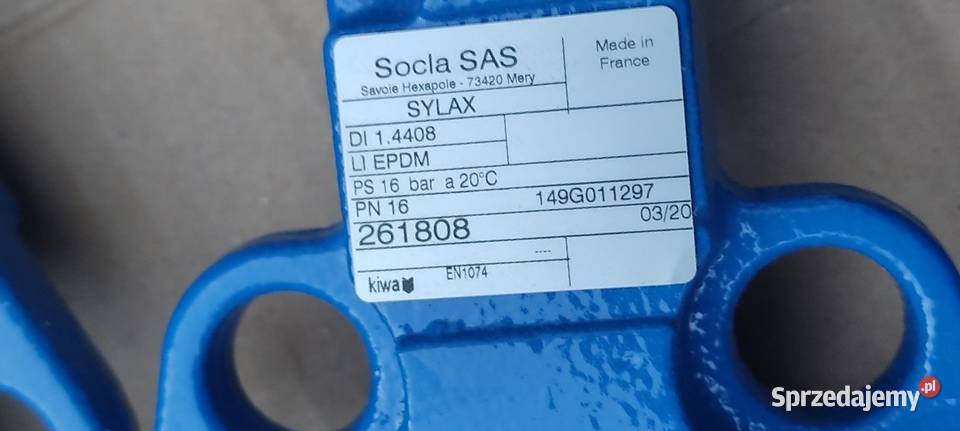 Socla SAS
Savoie Hexapole - 73420 Mery
Made in
France
SYLAX
DI 1.4408
LI EPDM
PS 16 bar a 20°C
PN 16
149G011297
261808
03/20
----
kiwa
EN1074
Sprzedajemy.pl